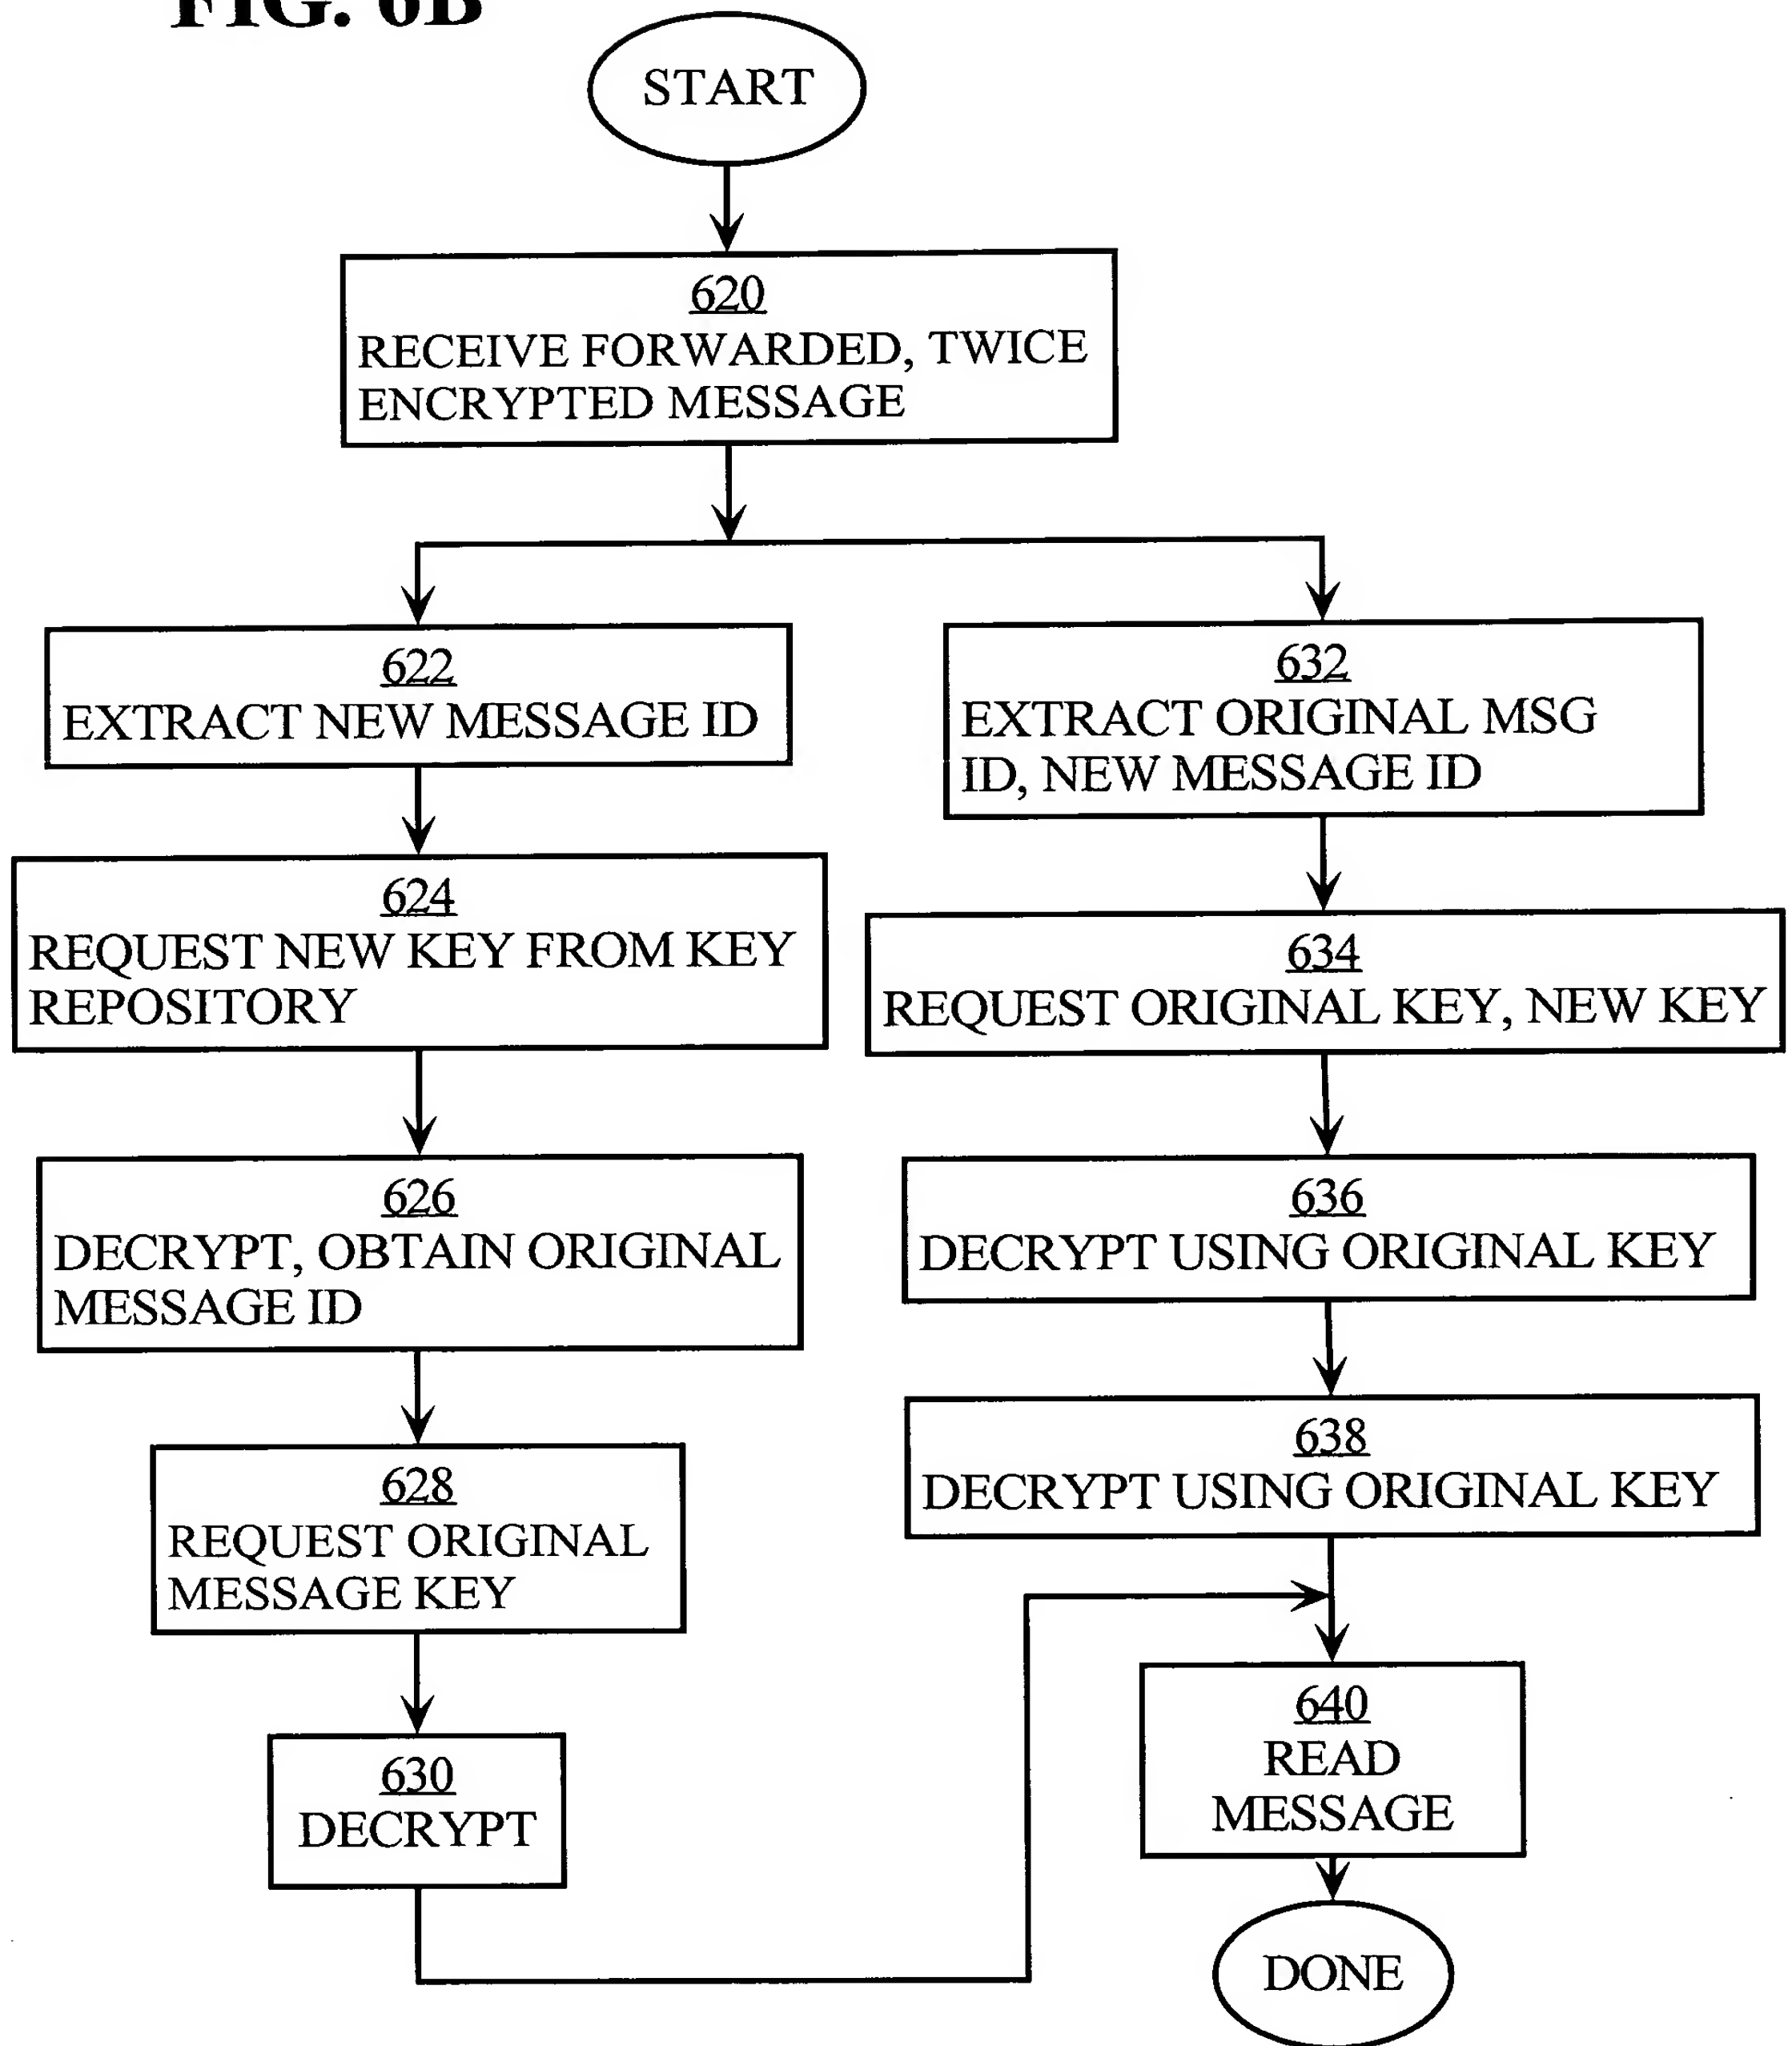 FIG. 6B
START
620
RECEIVE FORWARDED, TWICE
ENCRYPTED MESSAGE
622
EXTRACT NEW MESSAGE ID
624
REQUEST NEW KEY FROM KEY
REPOSITORY
626
DECRYPT, OBTAIN ORIGINAL
MESSAGE ID
628
REQUEST ORIGINAL
MESSAGE KEY
630
DECRYPT
632
EXTRACT ORIGINAL MSG
ID, NEW MESSAGE ID
634
REQUEST ORIGINAL KEY, NEW KEY
636
DECRYPT USING ORIGINAL KEY
638
DECRYPT USING ORIGINAL KEY
640
READ
MESSAGE
DONE